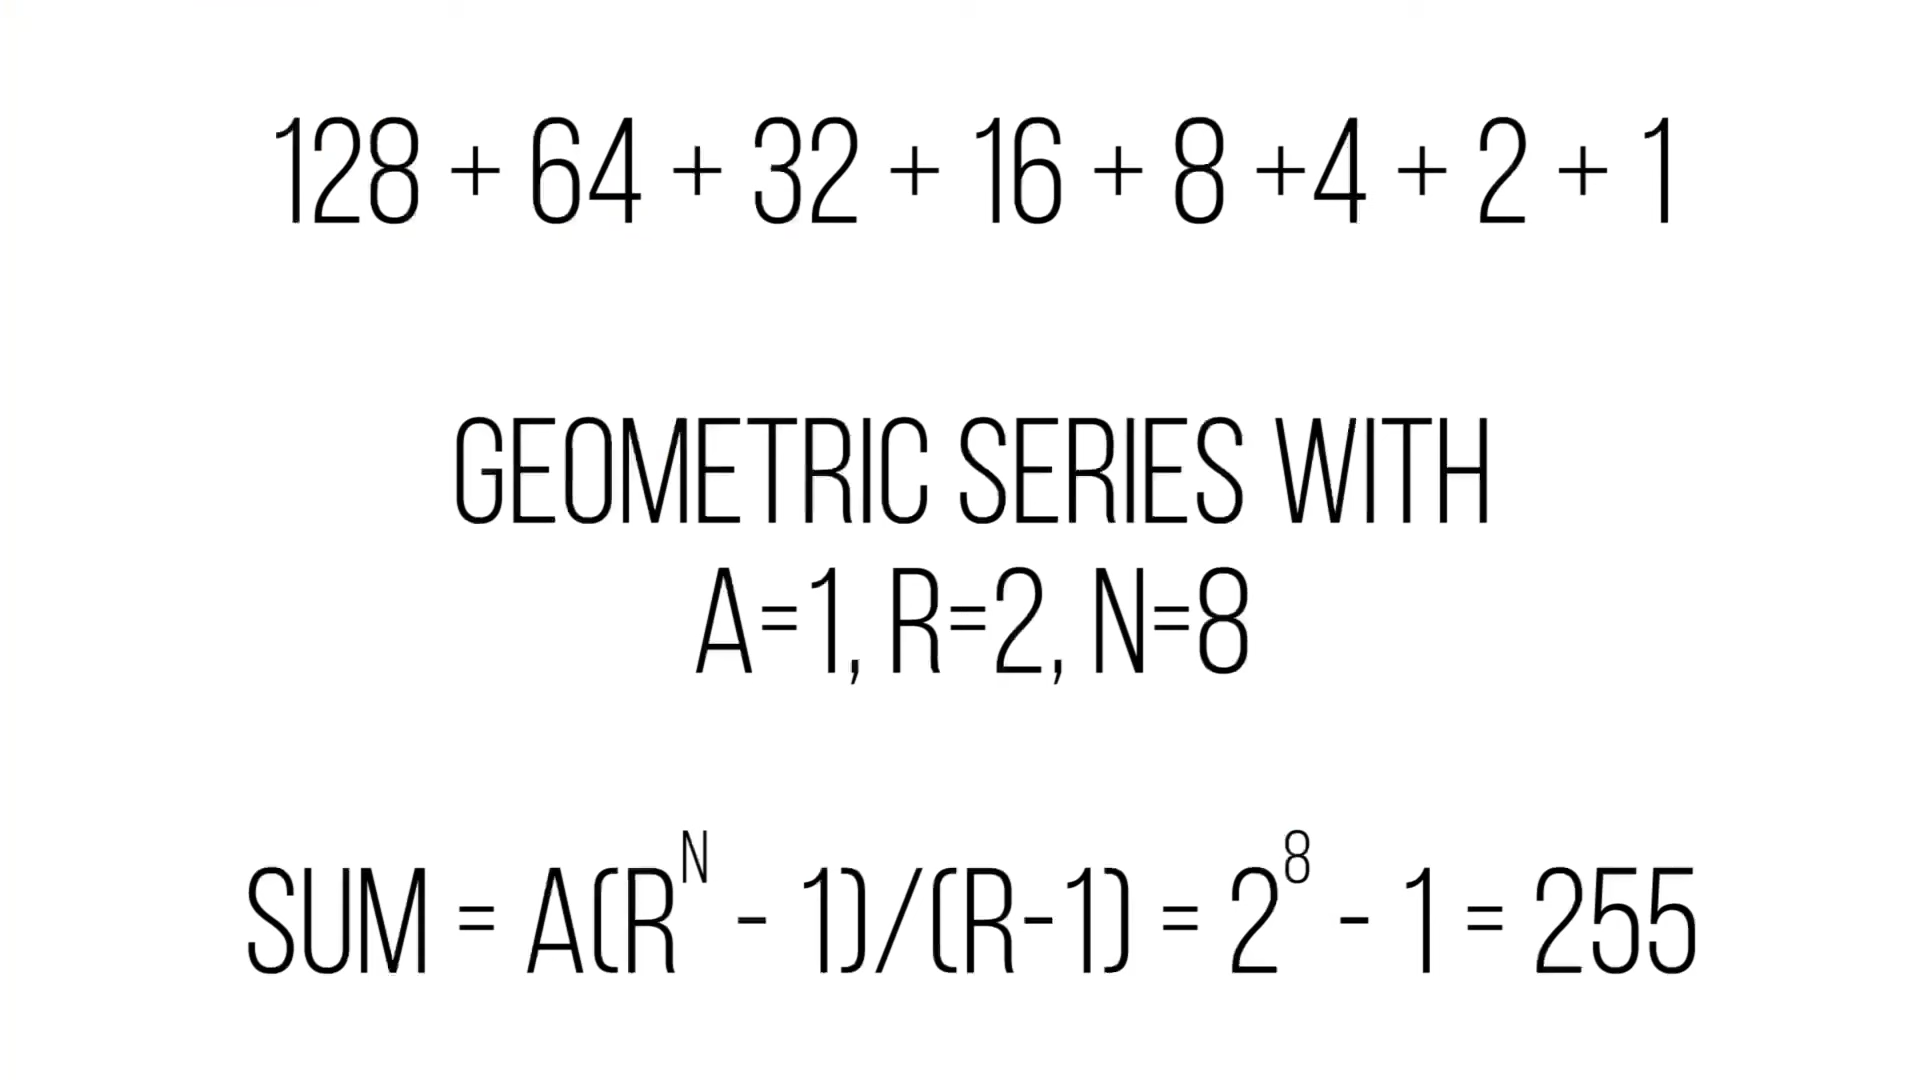 128 + 64 + 32 + 16 + 8 +4 + 2 + 1
GEOMETRIC SERIES WITH
A=1, R=2, N=8
SUM = A(R^N - 1)/(R-1) = 2^8 - 1 = 255